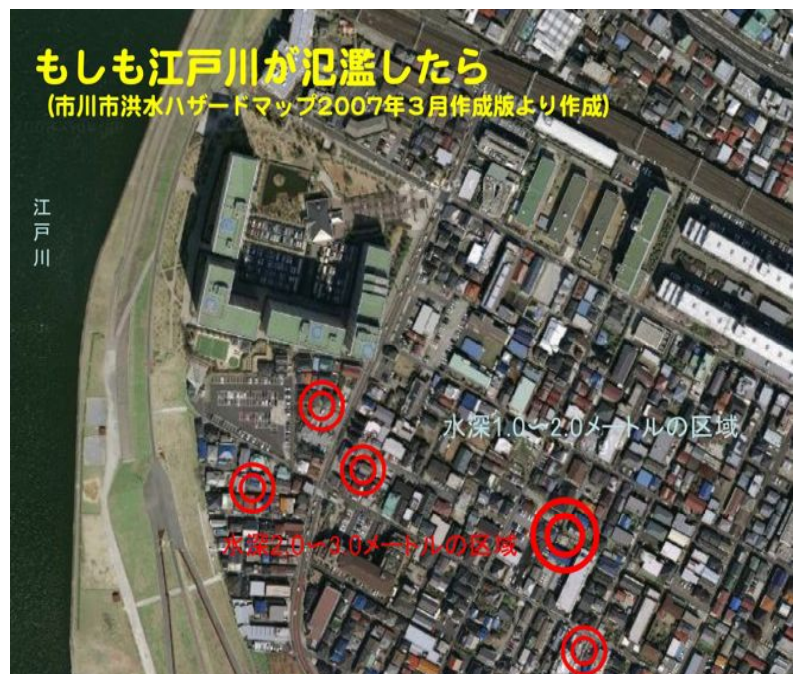 もしも江戸川が氾濫したら
(市川市洪水ハザードマップ2007年3月作成版より作成)
江戸川
水深1.0～2.0メートルの区域
水深2.0～3.0メートルの区域